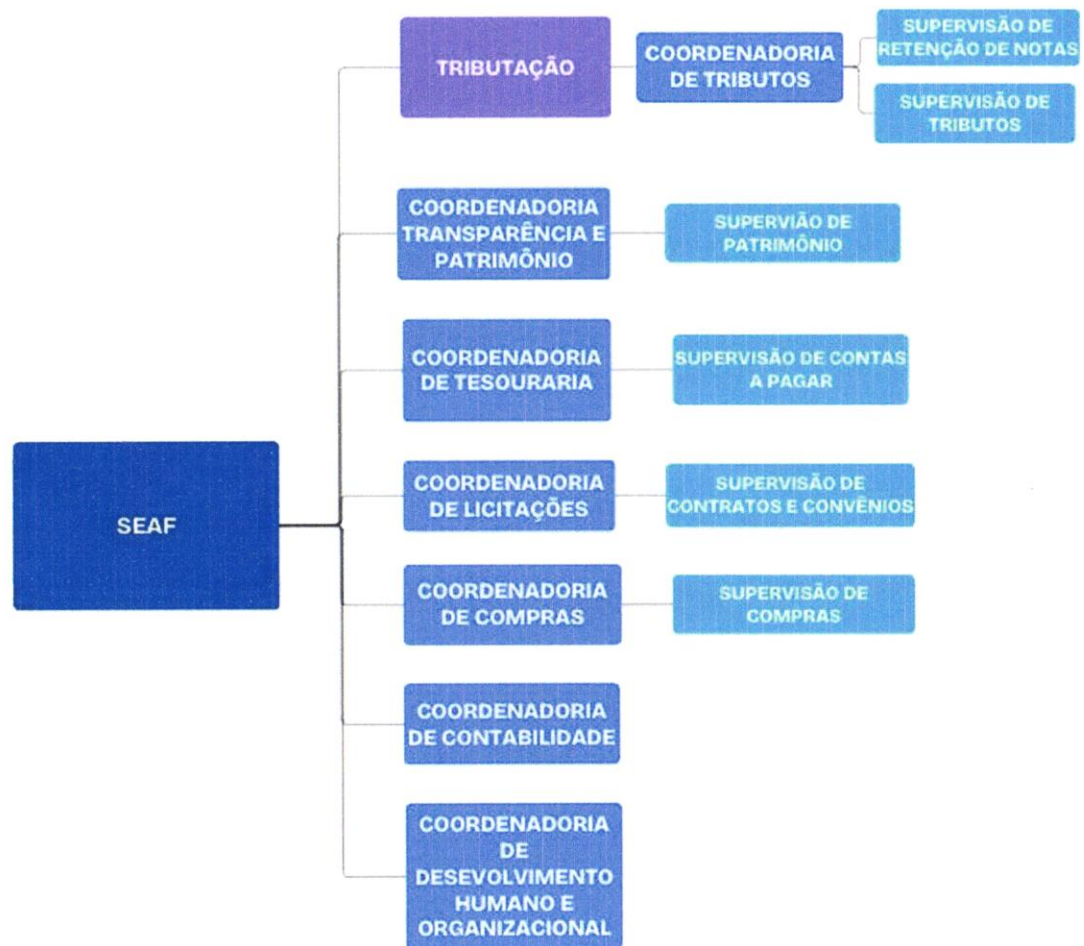 SEAF
TRIBUTAÇÃO
COORDENADORIA
DE TRIBUTOS
SUPERVISÃO DE
RETENÇÃO DE NOTAS
SUPERVISÃO DE
TRIBUTOS
COORDENADORIA
TRANSPARÊNCIA E
PATRIMÔNIO
SUPERVIÃO DE
PATRIMÔNIO
COORDENADORIA
DE TESOURARIA
SUPERVISÃO DE CONTAS
A PAGAR
COORDENADORIA
DE LICITAÇÕES
SUPERVISÃO DE
CONTRATOS E CONVÊNIOS
COORDENADORIA
DE COMPRAS
SUPERVISÃO DE
COMPRAS
COORDENADORIA
DE CONTABILIDADE
COORDENADORIA
DE
DESEVOLVIMENTO
HUMANO E
ORGANIZACIONAL